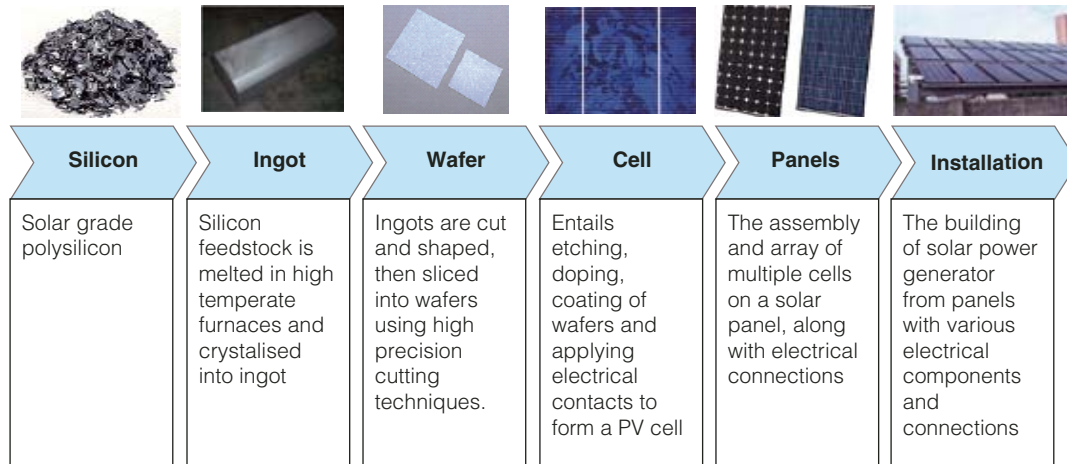 Silicon
Ingot
Wafer
Cell
Panels
Installation
Solar grade
polysilicon
Silicon
feedstock is
melted in high
temperate
furnaces and
crystalised
into ingot
Ingots are cut
and shaped,
then sliced
into wafers
using high
precision
cutting
techniques.
Entails
etching,
doping,
coating of
wafers and
applying
electrical
contacts to
form a PV cell
The assembly
and array of
multiple cells
on a solar
panel, along
with electrical
connections
The building
of solar power
generator
from panels
with various
electrical
components
and
connections